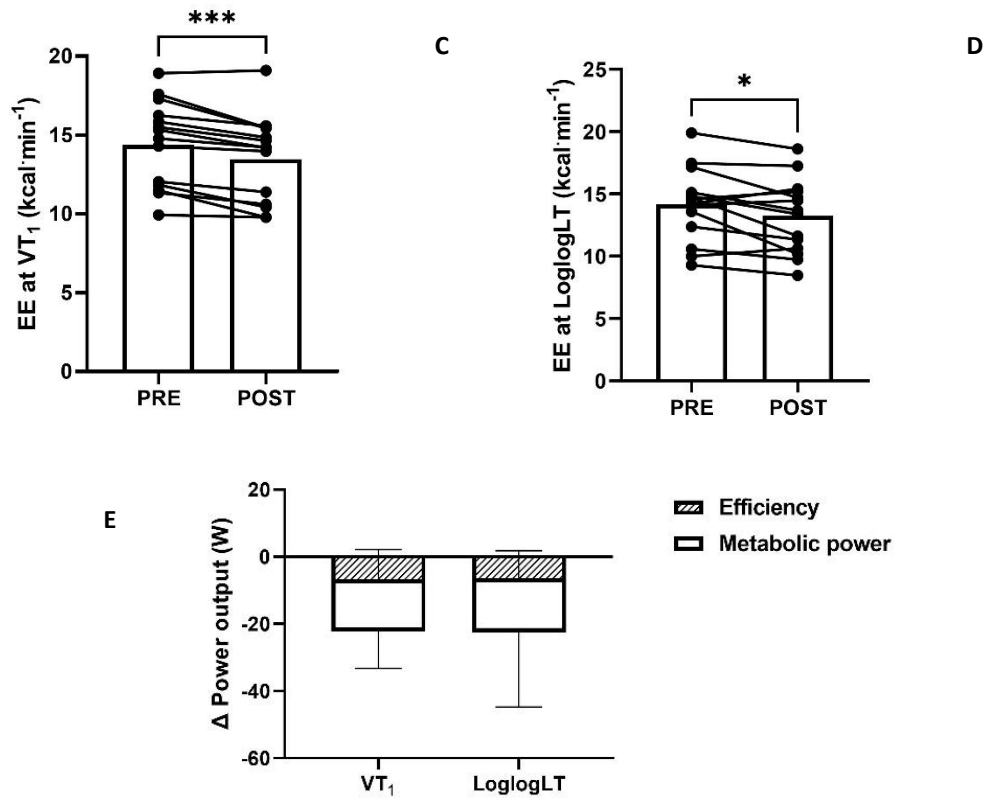 ***
C
EE at VT₁ (kcal·min⁻¹)
20
15
10
5
0
PRE POST
D
*
EE at LoglogLT (kcal·min⁻¹)
25
20
15
10
5
0
PRE POST
E
Δ Power output (W)
20
0
-20
-40
-60
VT₁ LoglogLT
Efficiency
Metabolic power